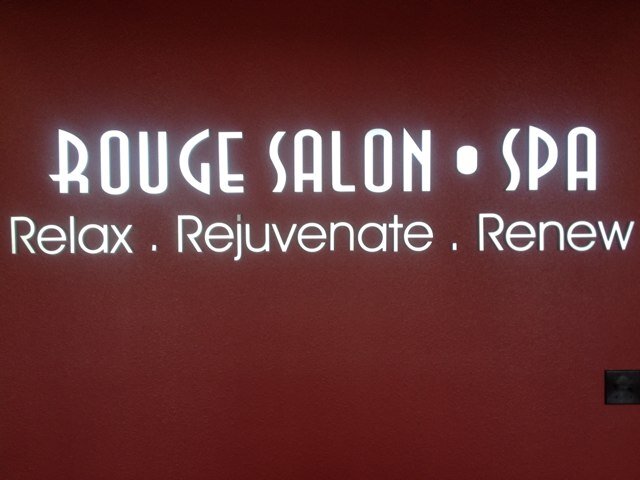 ROUGE SALON • SPA
Relax . Rejuvenate . Renew